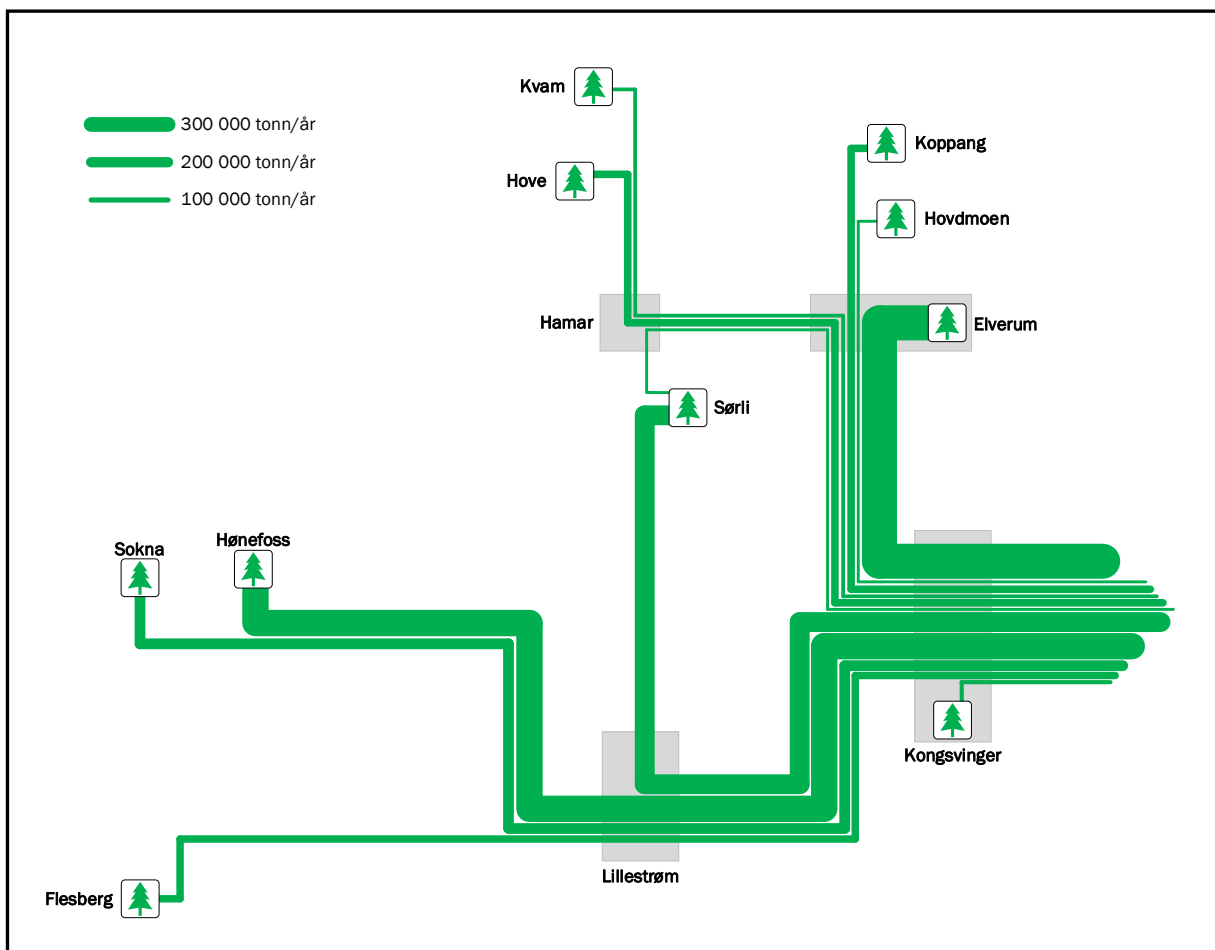 Kvam
300 000 tonn/år
Koppang
200 000 tonn/år
Hove
100 000 tonn/år
Hovdmoen
Hamar
Elverum
Sørli
Hønefoss
Sokna
Kongsvinger
Lillestrøm
Flesberg